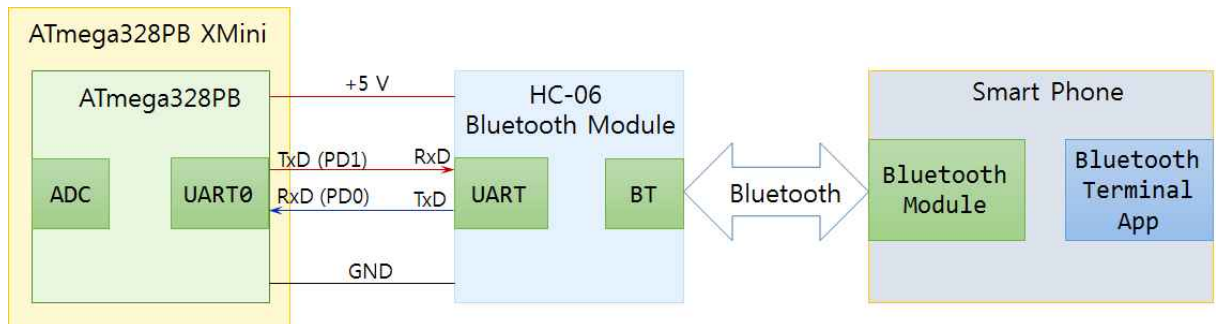 ATmega328PB XMini
ATmega328PB
ADC
UART0
+5 V
TxD (PD1)
RxD
RxD (PD0)
TxD
GND
HC-06
Bluetooth Module
UART
BT
Bluetooth
Smart Phone
Bluetooth
Module
Bluetooth
Terminal
App